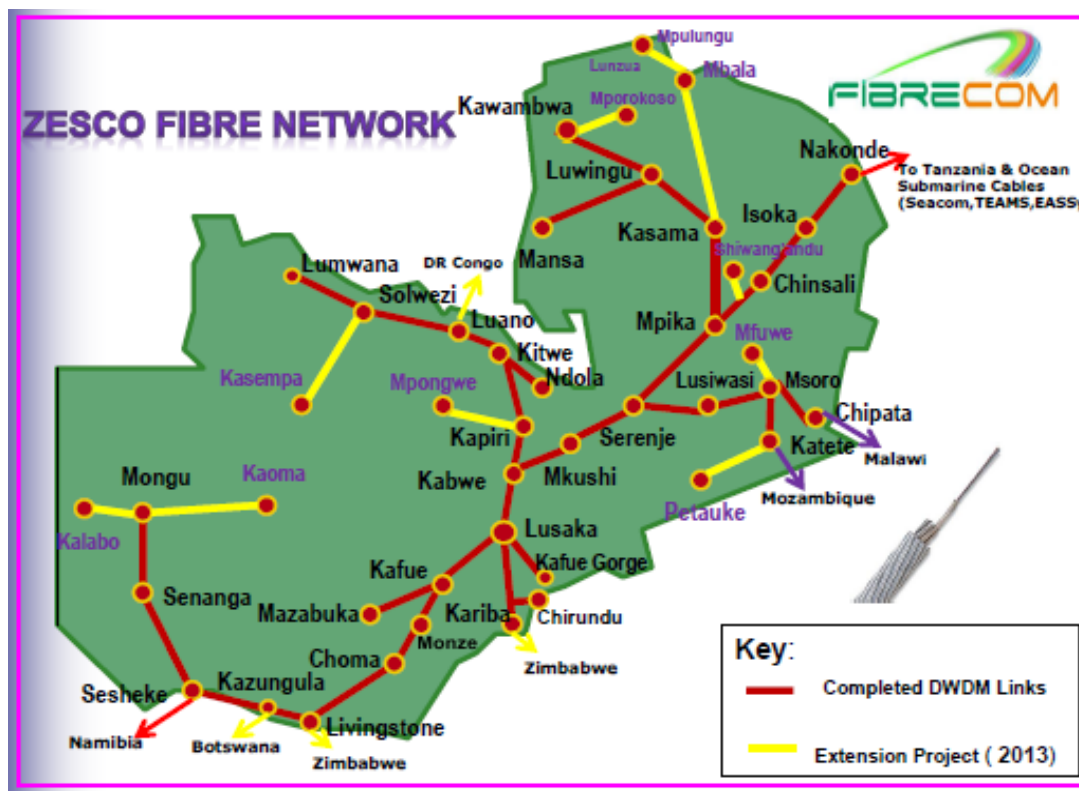 Mpulungu
Lunzua
Mbala
FIBRECOM
ZESCO FIBRE NETWORK
Kawambwa
Mporokoso
Nakonde
To Tanzania & Ocean
Submarine Cables
(Seacom,TEAMS,EASSy
Luwingu
Isoka
Kasama
Mansa
Shiwang'andu
Chinsali
Lumwana
DR Congo
Solwezi
Luano
Mpika
Mfuwe
Kitwe
Ndola
Kasempa
Mpongwe
Lusiwasi
Msoro
Chipata
Kapiri
Serenje
Katete
Malawi
Kabwe
Mkushi
Mozambique
Mongu
Kaoma
Petauke
Kalabo
Lusaka
Kafue Gorge
Kafue
Senanga
Mazabuka
Kariba
Chirundu
Monze
Choma
Zimbabwe
Sesheke
Kazungula
Livingstone
Namibia
Botswana
Zimbabwe
Key:
Completed DWDM Links
Extension Project ( 2013)